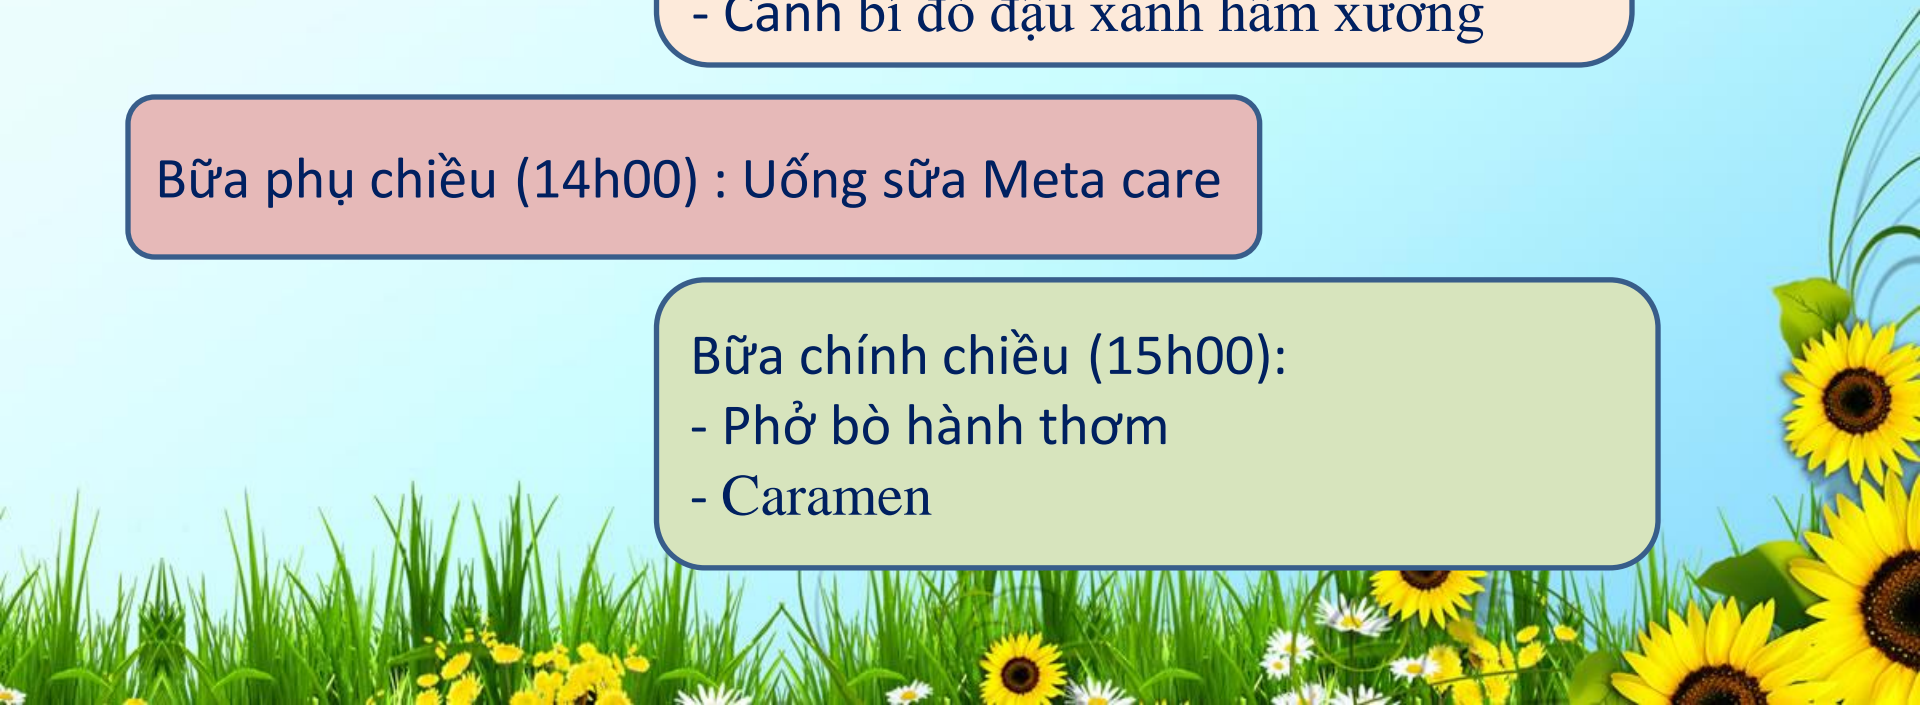 - Canh bí đỏ đậu xanh hầm xương
Bữa phụ chiều (14h00) : Uống sữa Meta care
Bữa chính chiều (15h00):
- Phở bò hành thơm
- Caramen